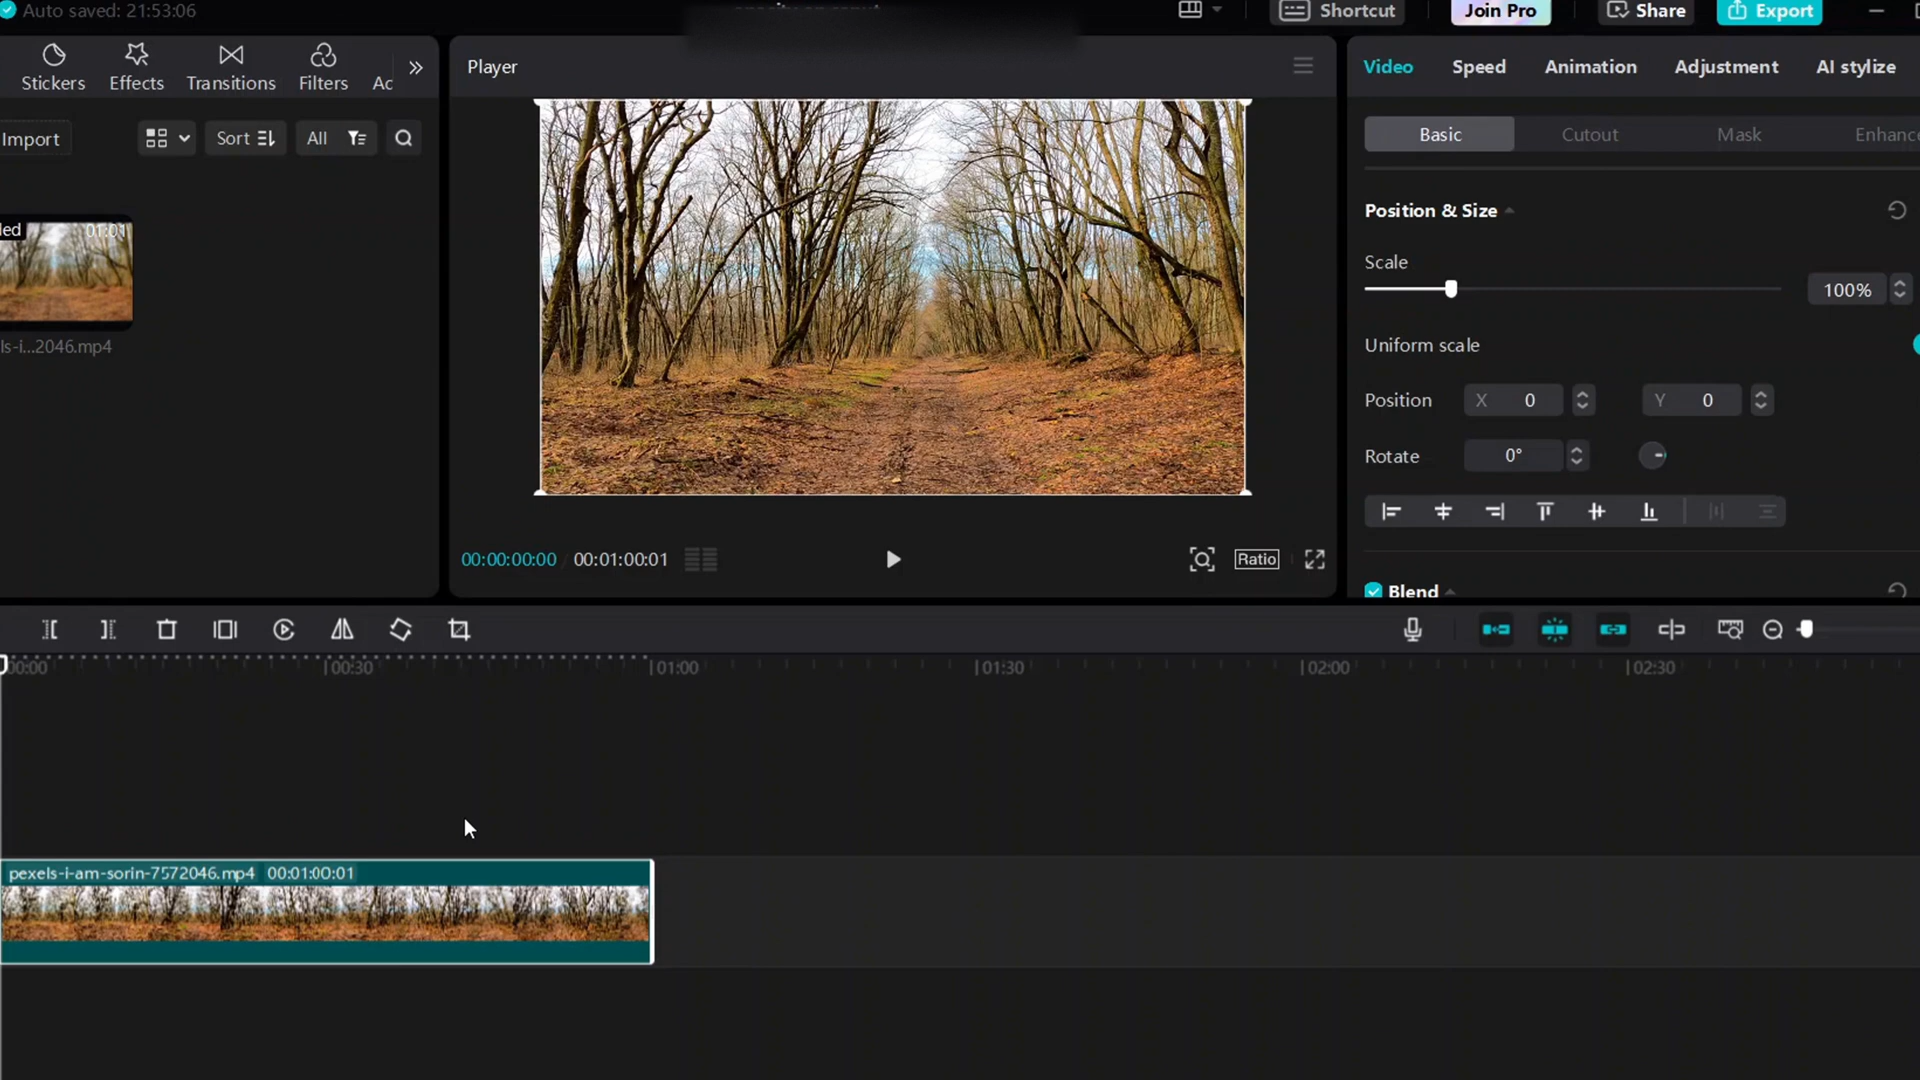 Auto saved: 21:53:06
Shortcut
Join Pro
Share
Export
Stickers
Effects
Transitions
Filters
Ac
Import
Sort
All
led
01:01
ls-i...2046.mp4
Player
00:00:00:00 / 00:01:00:01
Ratio
Video
Speed
Animation
Adjustment
AI stylize
Basic
Cutout
Mask
Enhanc
Position & Size
Scale
100%
Uniform scale
Position X 0 Y 0
Rotate 0°
Blend
00:00
00:30
01:00
01:30
02:00
02:30
pexels-i-am-sorin-7572046.mp4 00:01:00:01